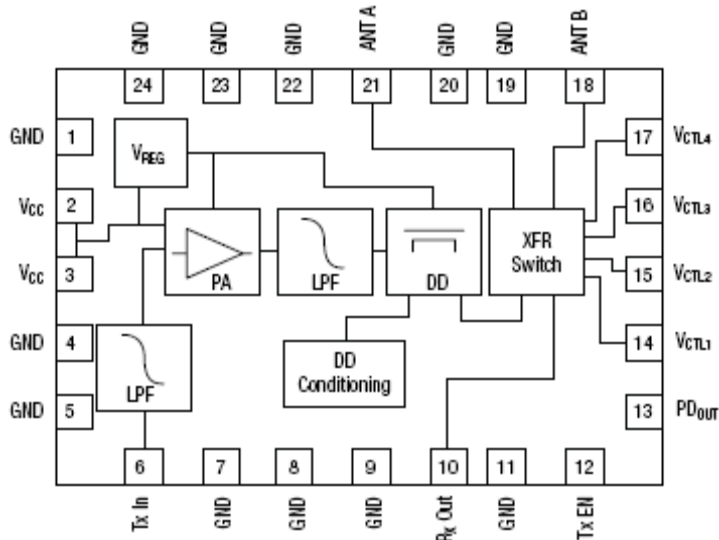 GND
GND
GND
ANT A
GND
GND
ANT B
24
23
22
21
20
19
18
GND
1
17
VCTL4
VREG
VCC
2
16
VCTL3
XFR
Switch
VCC
3
15
VCTL2
PA
LPF
DD
GND
4
14
VCTL1
DD
Conditioning
LPF
GND
5
13
PDOUT
6
7
8
9
10
11
12
Tx In
GND
GND
GND
Rx Out
GND
Tx EN